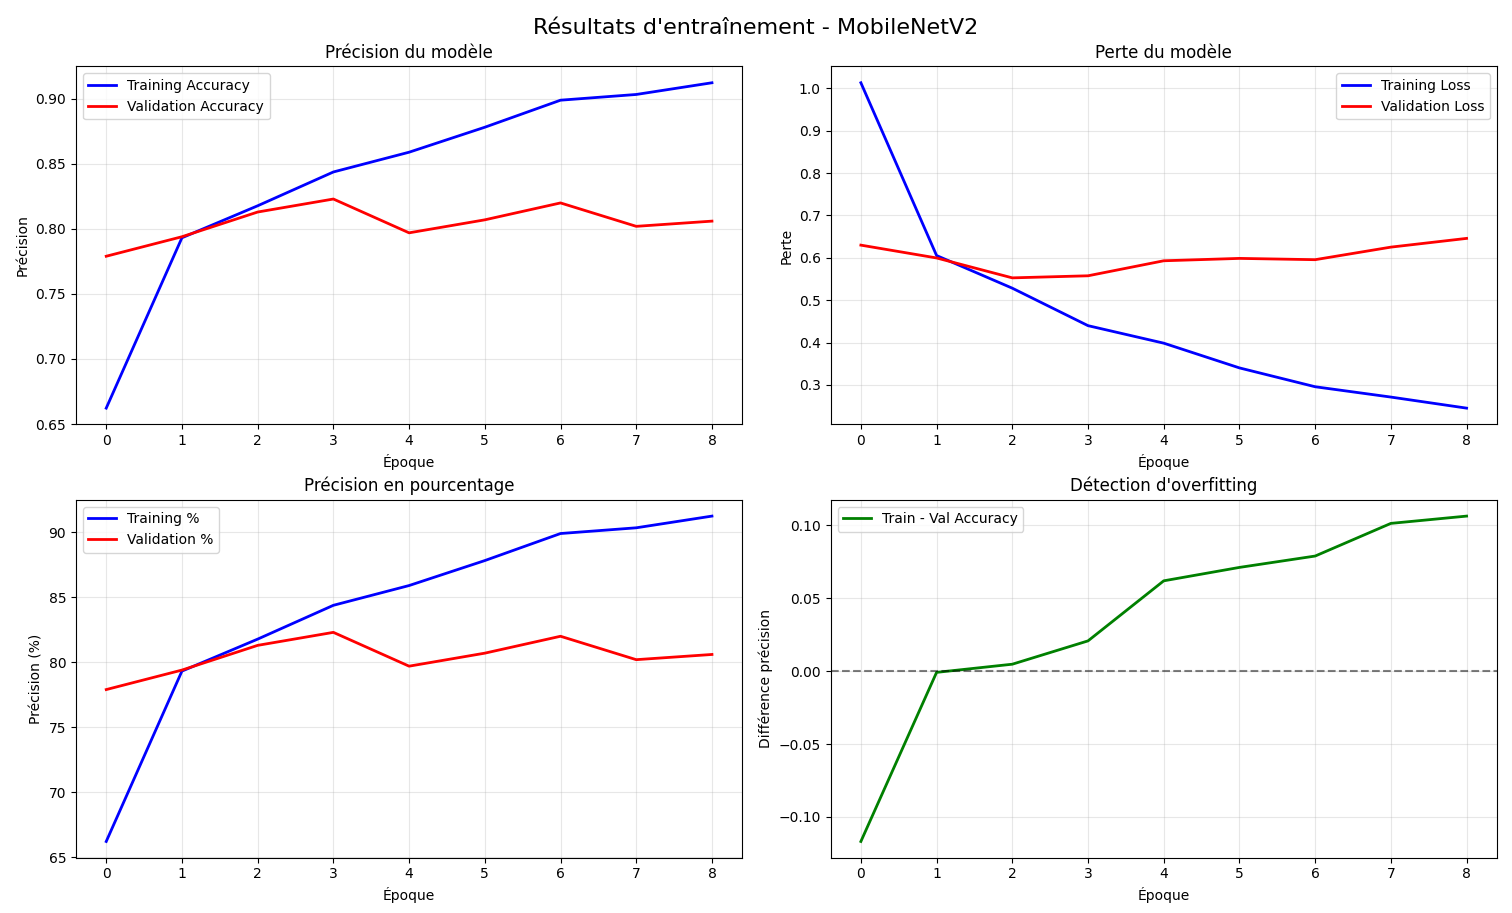 Résultats d'entraînement - MobileNetV2
Précision du modèle
Training Accuracy
Validation Accuracy
Précision
0.90
0.85
0.80
0.75
0.70
0.65
0 1 2 3 4 5 6 7 8
Époque
Perte du modèle
Training Loss
Validation Loss
Perte
1.0
0.9
0.8
0.7
0.6
0.5
0.4
0.3
0 1 2 3 4 5 6 7 8
Époque
Précision en pourcentage
Training %
Validation %
Précision (%)
90
85
80
75
70
65
0 1 2 3 4 5 6 7 8
Époque
Détection d'overfitting
Train - Val Accuracy
Différence précision
0.10
0.05
0.00
−0.05
−0.10
0 1 2 3 4 5 6 7 8
Époque